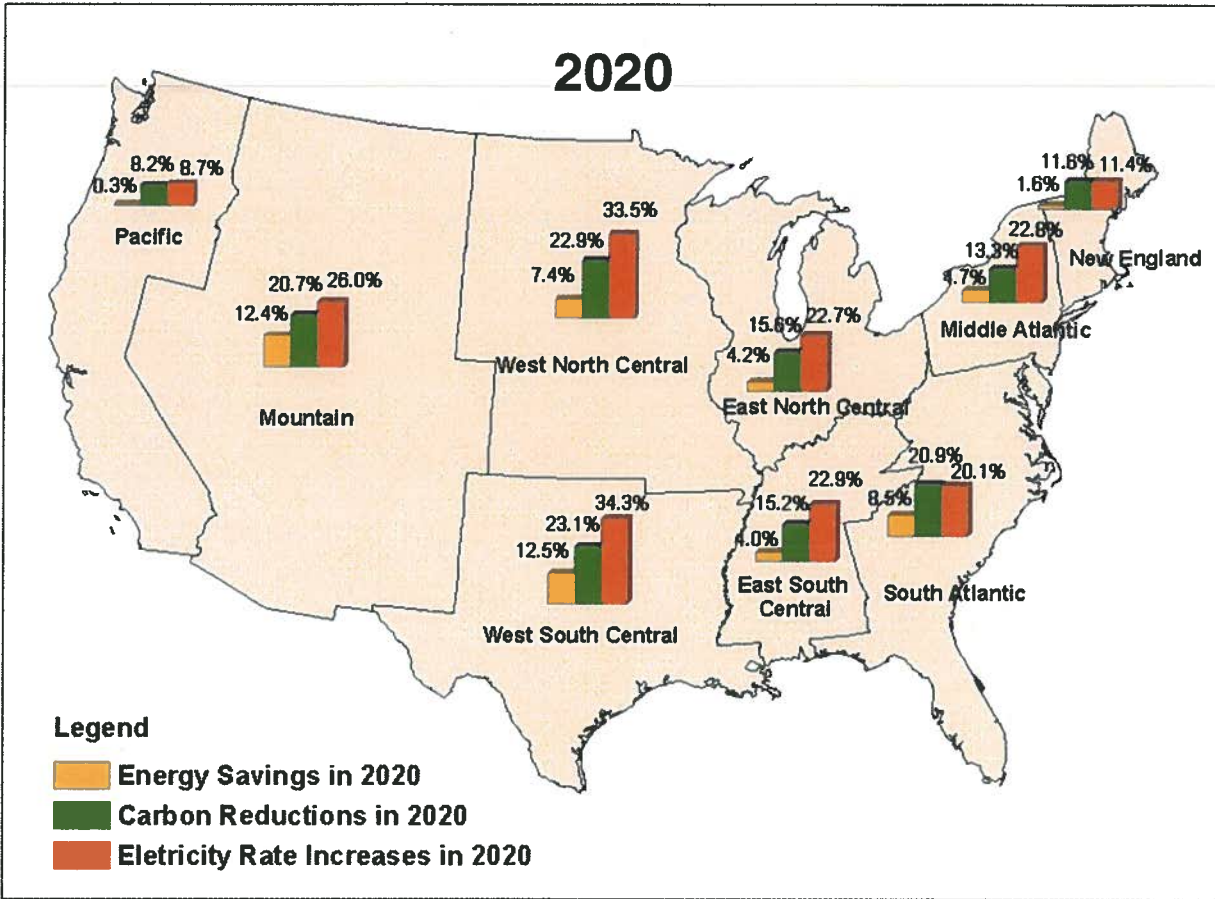 2020
8.2% 8.7%
0.3%
Pacific
20.7% 26.0%
12.4%
Mountain
33.5%
22.9%
7.4%
West North Central
15.6% 22.7%
4.2%
East North Central
11.6% 11.4%
1.6%
New England
22.8%
13.3%
4.7%
Middle Atlantic
34.3%
23.1%
12.5%
West South Central
22.9%
15.2%
4.0%
East South
Central
20.9%
20.1%
8.5%
South Atlantic
Legend
Energy Savings in 2020
Carbon Reductions in 2020
Eletricity Rate Increases in 2020